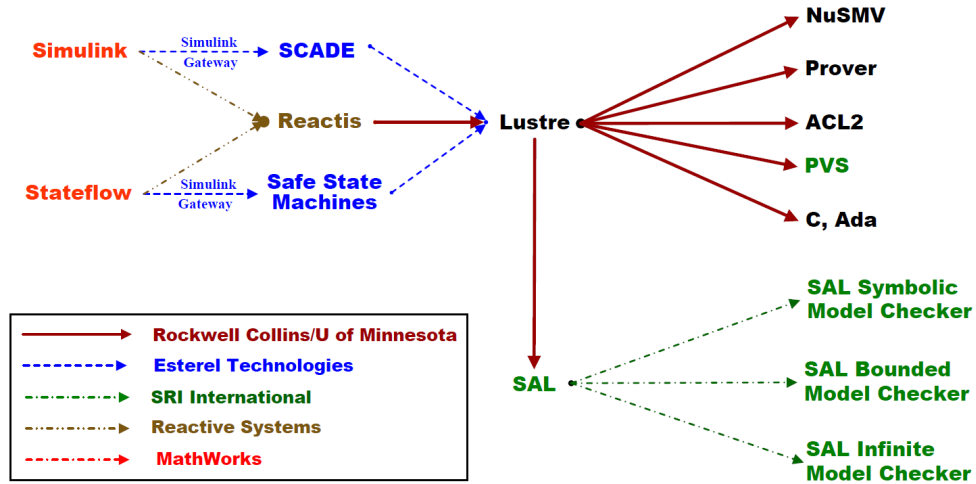 NuSMV
Simulink
Simulink
Gateway
SCADE
Prover
Reactis
Lustre
ACL2
PVS
Stateflow
Simulink
Gateway
Safe State
Machines
C, Ada
SAL Symbolic
Model Checker
SAL
SAL Bounded
Model Checker
SAL Infinite
Model Checker
Rockwell Collins/U of Minnesota
Esterel Technologies
SRI International
Reactive Systems
MathWorks